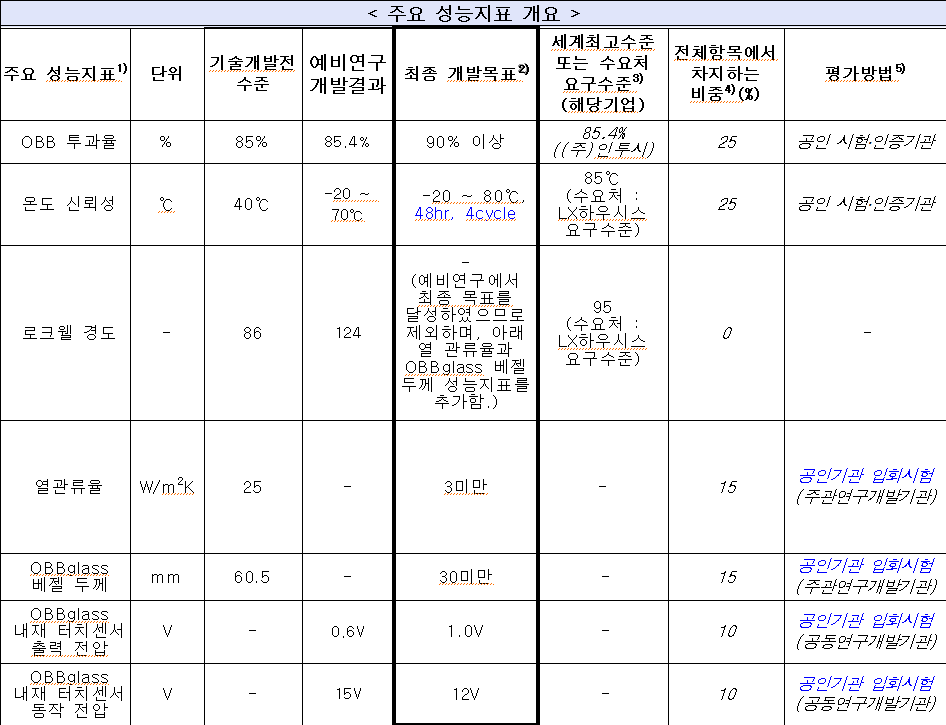 < 주요 성능지표 개요 >
주요 성능지표1)
단위
기술개발전
수준
예비연구
개발결과
최종 개발목표2)
세계최고수준
또는 수요처
요구수준3)
(해당기업)
전체항목에서
차지하는
비중4)(%)
평가방법5)
OBB 투과율
%
85%
85.4%
90% 이상
85.4%
((주)인투시)
25
공인 시험·인증기관
온도 신뢰성
℃
40℃
-20 ~
70℃
-20 ~ 80℃,
48hr, 4cycle
85℃
(수요처 :
LX하우시스
요구수준)
25
공인 시험·인증기관
로크웰 경도
-
86
124
-
(예비연구에서
최종 목표를
달성하였으므로
제외하며, 아래
열 관류율과
OBBglass 베젤
두께 성능지표를
추가함.)
95
(수요처 :
LX하우시스
요구수준)
0
-
열관류율
W/m2K
25
-
3미만
-
15
공인기관 입회시험
(주관연구개발기관)
OBBglass
베젤 두께
mm
60.5
-
30미만
-
15
공인기관 입회시험
(주관연구개발기관)
OBBglass
내재 터치센서
출력 전압
V
-
0.6V
1.0V
-
10
공인기관 입회시험
(공동연구개발기관)
OBBglass
내재 터치센서
동작 전압
V
-
15V
12V
-
10
공인기관 입회시험
(공동연구개발기관)